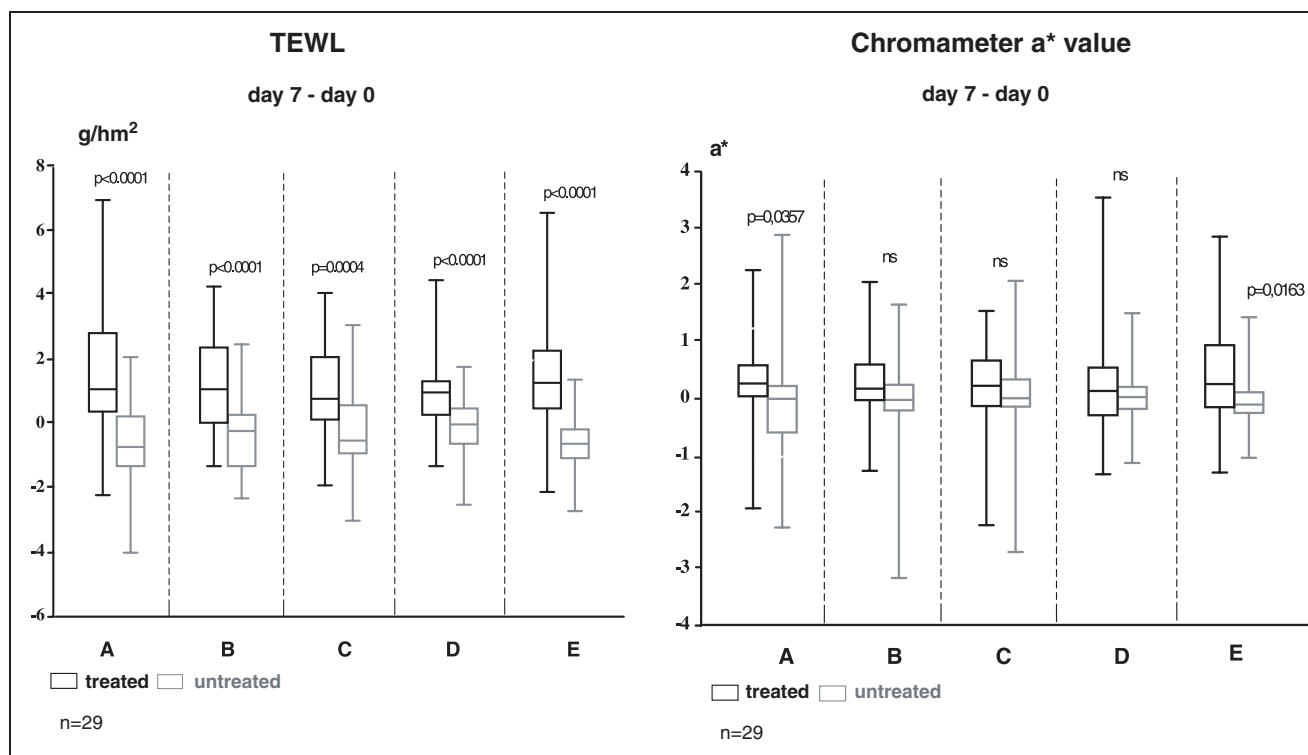 TEWL
day 7 - day 0
g/hm²
8
p<0.0001
p<0.0001
6
p<0.0001
p=0.0004
p<0.0001
4
2
0
-2
-4
-6
A B C D E
treated untreated
n=29
Chromameter a* value
day 7 - day 0
a*
4
ns
3
p=0,0357
ns
ns
2
p=0,0163
1
0
-1
-2
-3
-4
A B C D E
treated untreated
n=29